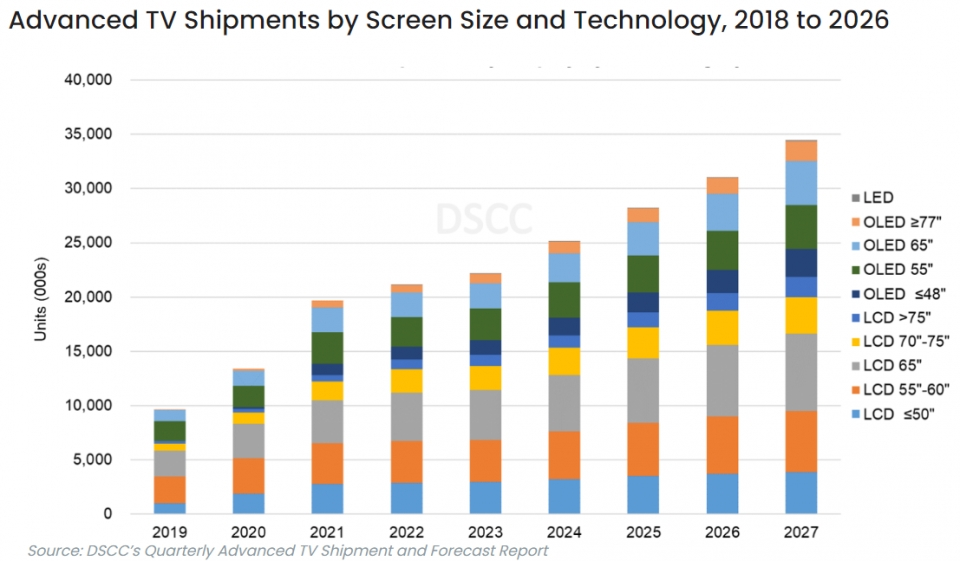 Advanced TV Shipments by Screen Size and Technology, 2018 to 2026
40,000
35,000
30,000
25,000
20,000
15,000
10,000
5,000
0
Units (000s)
DSCC
LED
OLED ≥77"
OLED 65"
OLED 55"
OLED ≤48"
LCD >75"
LCD 70"-75"
LCD 65"
LCD 55"-60"
LCD ≤50"
2019 2020 2021 2022 2023 2024 2025 2026 2027
Source: DSCC's Quarterly Advanced TV Shipment and Forecast Report